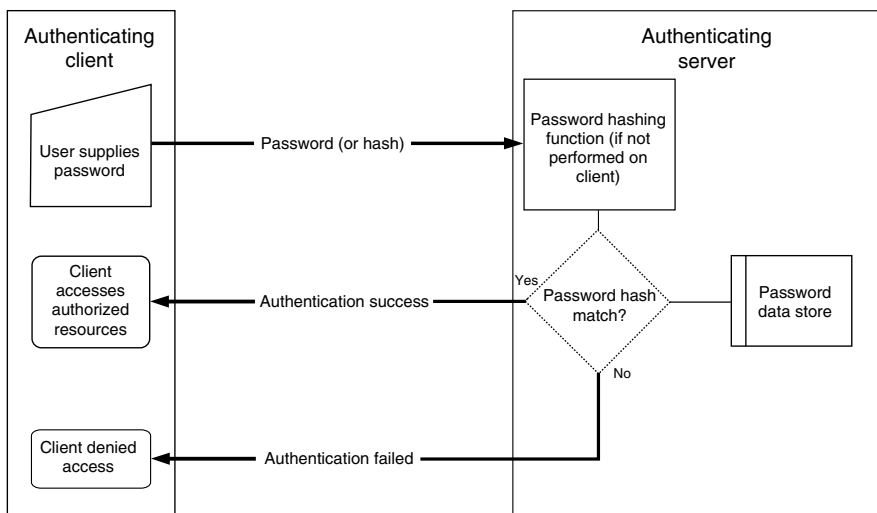 Authenticating
client
Authenticating
server
User supplies
password
Password (or hash)
Password hashing
function (if not
performed on
client)
Client
accesses
authorized
resources
Authentication success
Yes
Password hash
match?
Password
data store
No
Client denied
access
Authentication failed